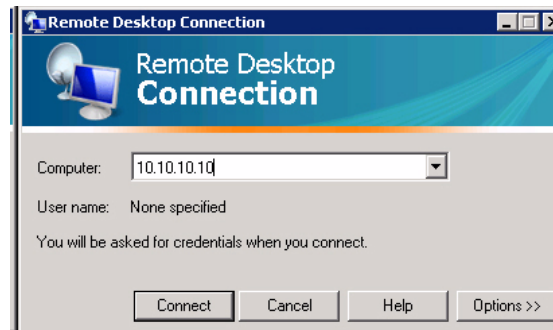 Remote Desktop Connection
Remote Desktop
Connection
Computer: 10.10.10.10
User name: None specified
You will be asked for credentials when you connect.
Connect Cancel Help Options >>